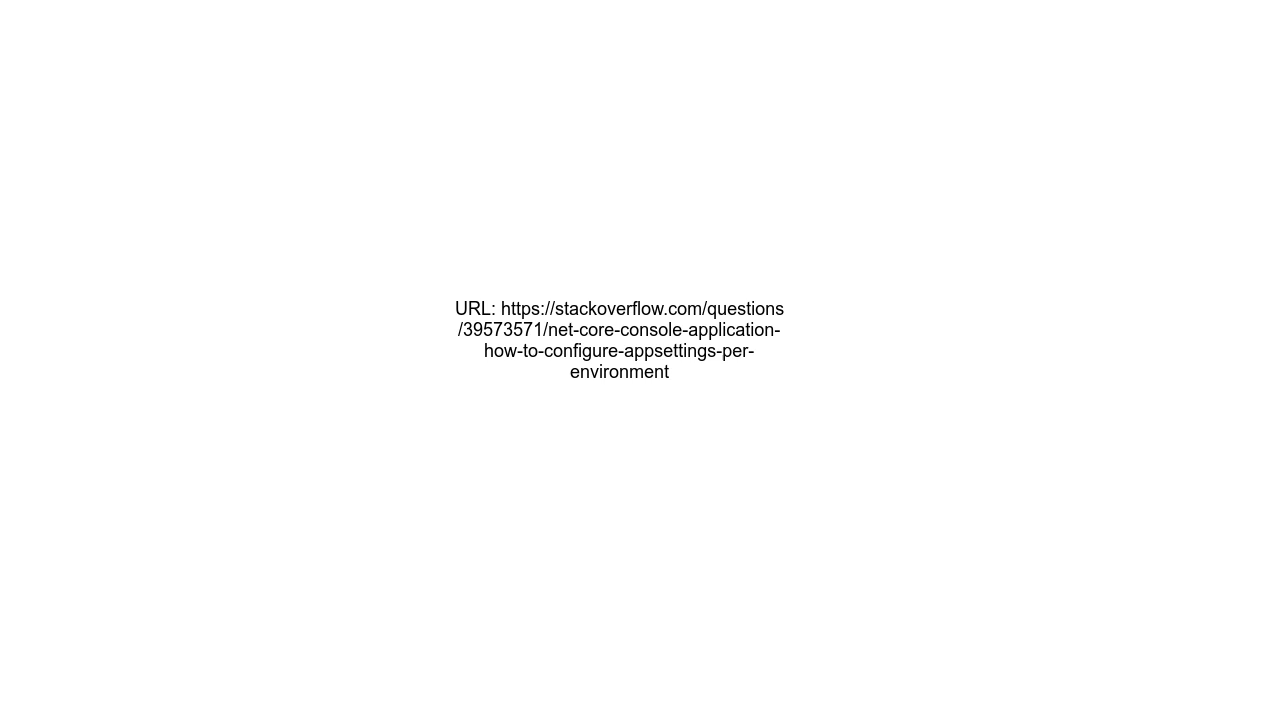 URL: https://stackoverflow.com/questions
/39573571/net-core-console-application-
how-to-configure-appsettings-per-
environment